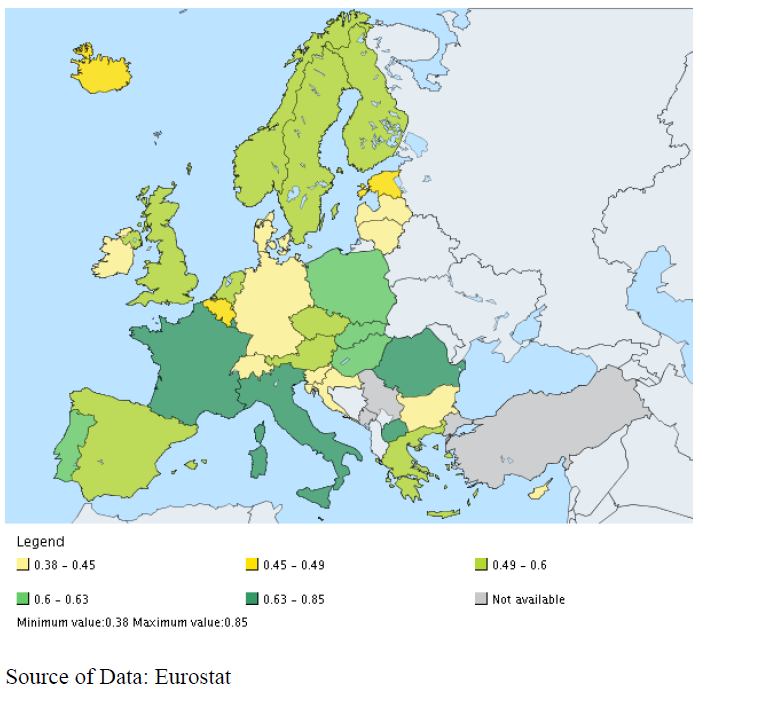 Legend
0.38 – 0.45
0.45 – 0.49
0.49 – 0.6
0.6 – 0.63
0.63 – 0.85
Not available
Minimum value:0.38 Maximum value:0.85
Source of Data: Eurostat